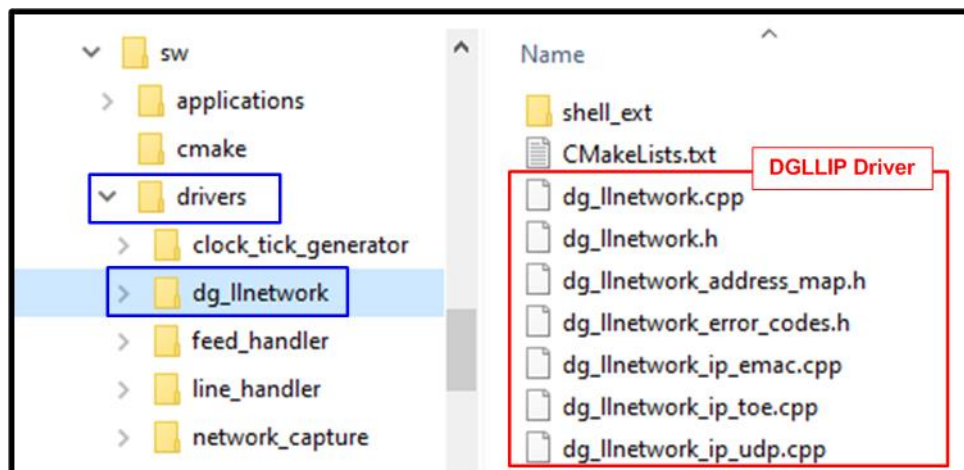 sw
applications
cmake
drivers
clock_tick_generator
dg_llnetwork
feed_handler
line_handler
network_capture
Name
shell_ext
CMakeLists.txt
DGLLIP Driver
dg_llnetwork.cpp
dg_llnetwork.h
dg_llnetwork_address_map.h
dg_llnetwork_error_codes.h
dg_llnetwork_ip_emac.cpp
dg_llnetwork_ip_toe.cpp
dg_llnetwork_ip_udp.cpp